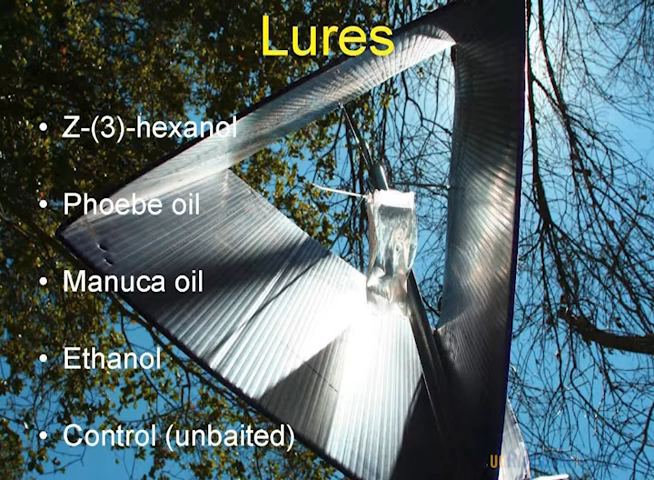 Lures
• Z-(3)-hexanol
• Phoebe oil
• Manuca oil
• Ethanol
• Control (unbaited)